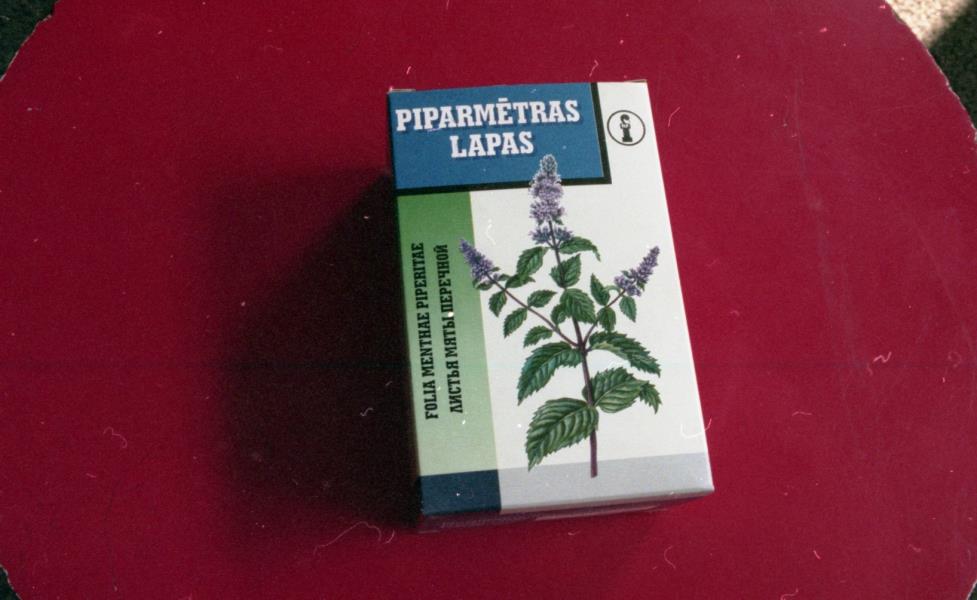 PIPARMĒTRAS
LAPAS
FOLIA MENTHAE PIPERITAE
ЛИСТЬЯ МЯТЫ ПЕРЕЧНОЙ